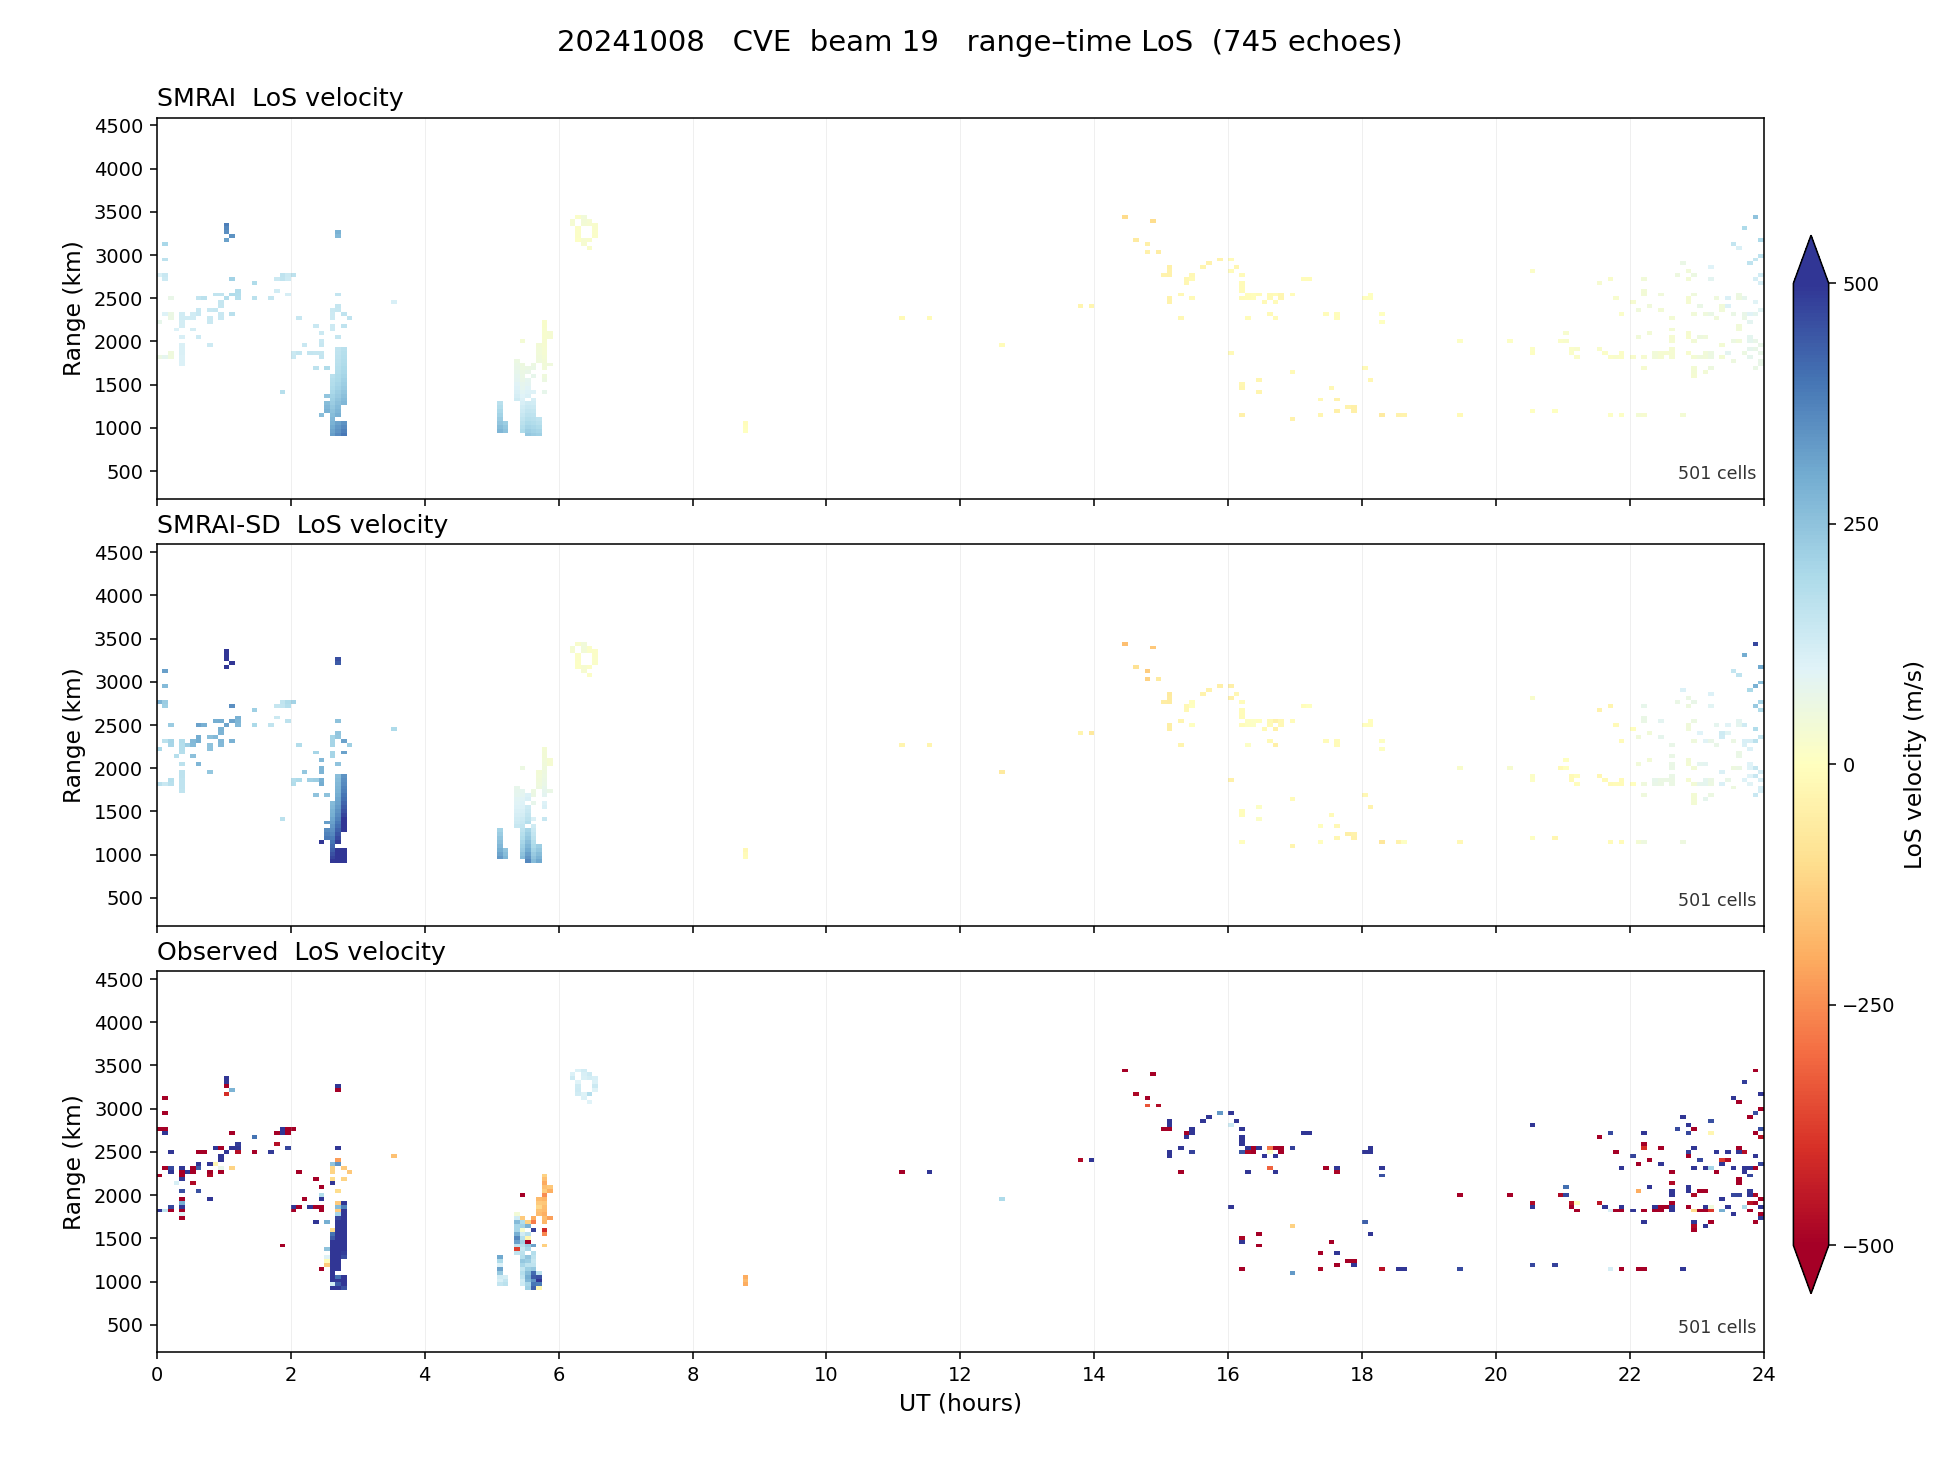 20241008   CVE  beam 19   range–time LoS  (745 echoes)
SMRAI  LoS velocity
4500
4000
3500
3000
2500
2000
1500
1000
500
Range (km)
501 cells
SMRAI-SD  LoS velocity
4500
4000
3500
3000
2500
2000
1500
1000
500
Range (km)
501 cells
Observed  LoS velocity
4500
4000
3500
3000
2500
2000
1500
1000
500
Range (km)
501 cells
0 2 4 6 8 10 12 14 16 18 20 22 24
UT (hours)
500
250
0
−250
−500
LoS velocity (m/s)